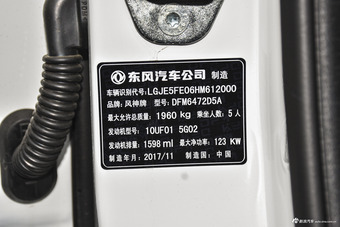 东风汽车公司 制造
车辆识别代号: LGJE5FE06HM612000
品牌: 风神牌 型号: DFM6472D5A
最大允许总质量: 1960 kg 乘坐人数: 5 人
发动机型号: 10UF01 5G02
发动机排量: 1598 ml 最大净功率: 123 KW
制造年月: 2017/11 制造国: 中国